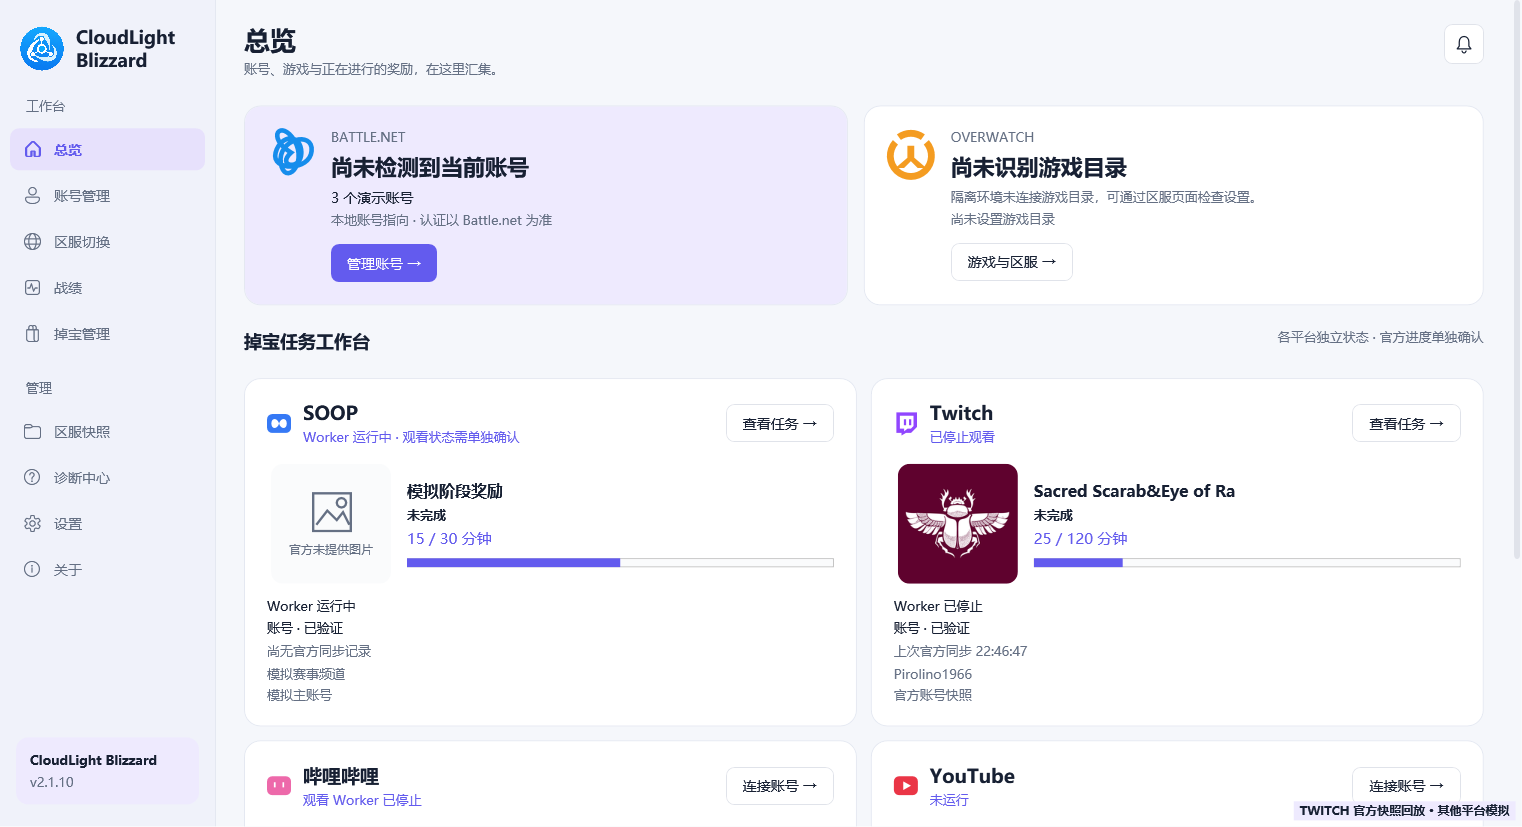 CloudLight
Blizzard
工作台
总览
账号管理
区服切换
战绩
掉宝管理
管理
区服快照
诊断中心
设置
关于
CloudLight Blizzard
v2.1.10
总览
账号、游戏与正在进行的奖励，在这里汇集。
BATTLE.NET
尚未检测到当前账号
3 个演示账号
本地账号指向 · 认证以 Battle.net 为准
管理账号 →
OVERWATCH
尚未识别游戏目录
隔离环境未连接游戏目录，可通过区服页面检查设置。
尚未设置游戏目录
游戏与区服 →
掉宝任务工作台
各平台独立状态 · 官方进度单独确认
SOOP
Worker 运行中 · 观看状态需单独确认
查看任务 →
官方未提供图片
模拟阶段奖励
未完成
15 / 30 分钟
Worker 运行中
账号 · 已验证
尚无官方同步记录
模拟赛事频道
模拟主账号
Twitch
已停止观看
查看任务 →
Sacred Scarab&Eye of Ra
未完成
25 / 120 分钟
Worker 已停止
账号 · 已验证
上次官方同步 22:46:47
Pirolino1966
官方账号快照
哔哩哔哩
观看 Worker 已停止
连接账号 →
YouTube
未运行
连接账号 →
TWITCH 官方快照回放 • 其他平台模拟